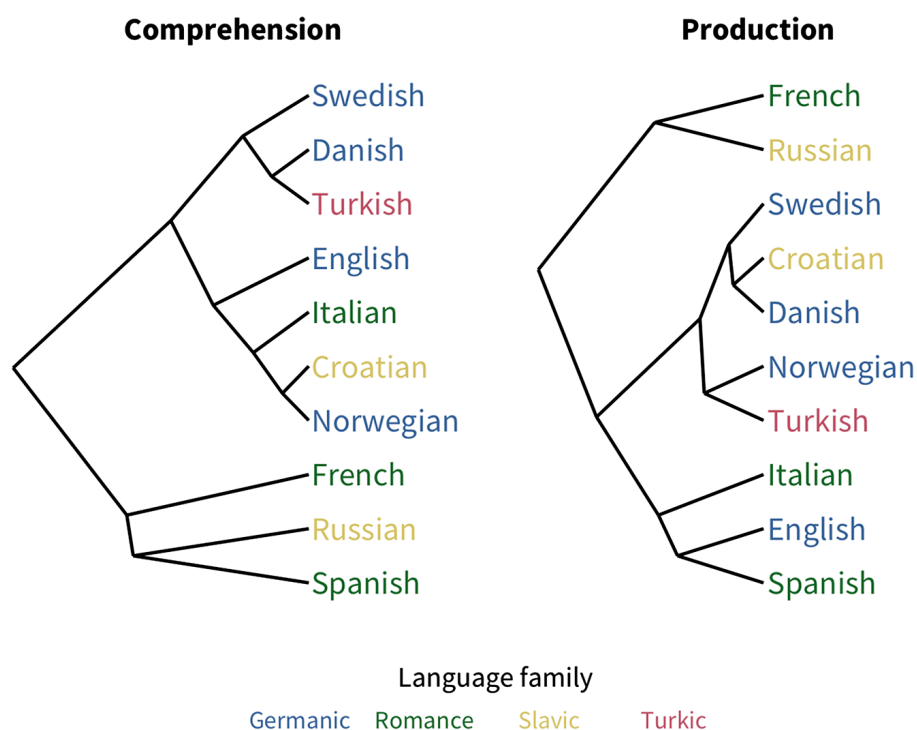 Comprehension
Swedish
Danish
Turkish
English
Italian
Croatian
Norwegian
French
Russian
Spanish
Production
French
Russian
Swedish
Croatian
Danish
Norwegian
Turkish
Italian
English
Spanish
Language family
Germanic Romance Slavic Turkic